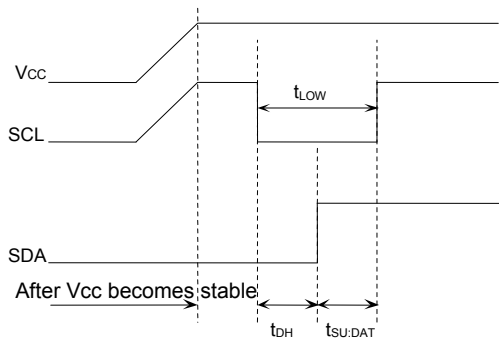 VCC
tLOW
SCL
SDA
After Vcc becomes stable
tDH
tSU;DAT